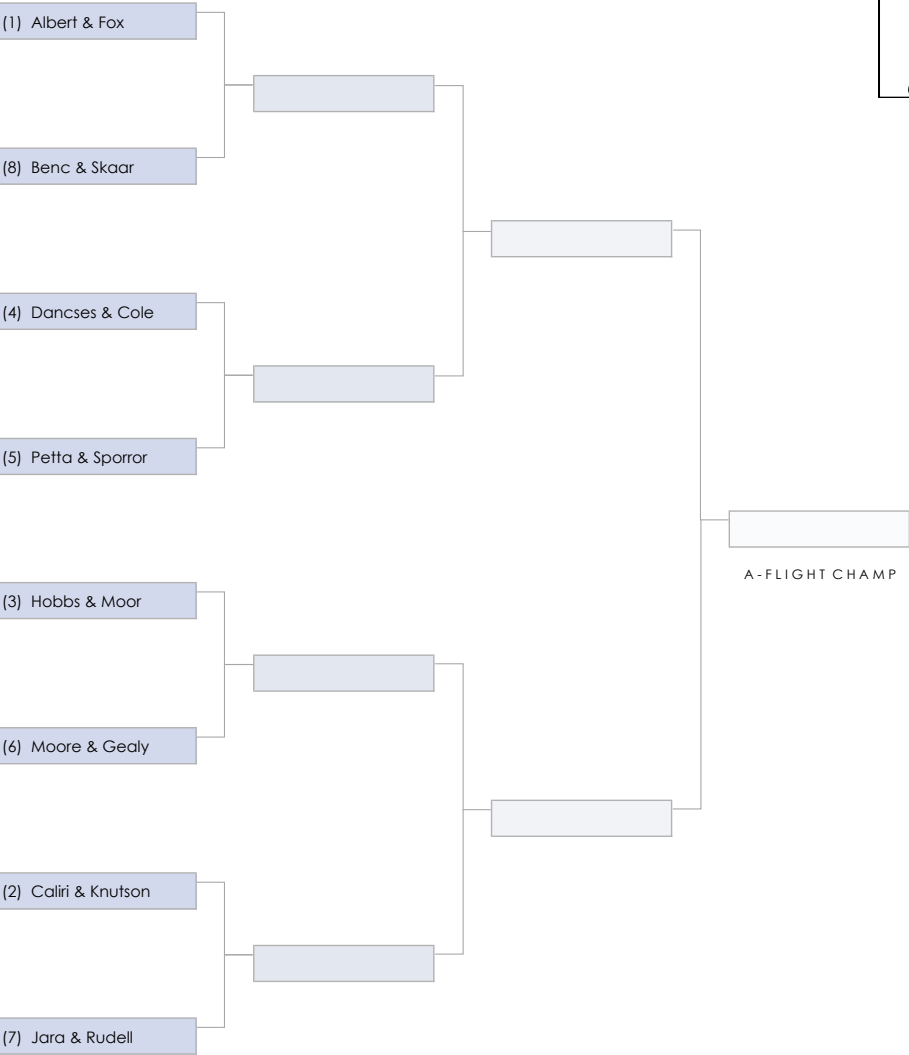 (1) Albert & Fox
(8) Benc & Skaar
(4) Dancses & Cole
(5) Petta & Sporror
A-FLIGHT CHAMP
(3) Hobbs & Moor
(6) Moore & Gealy
(2) Caliri & Knutson
(7) Jara & Rudell